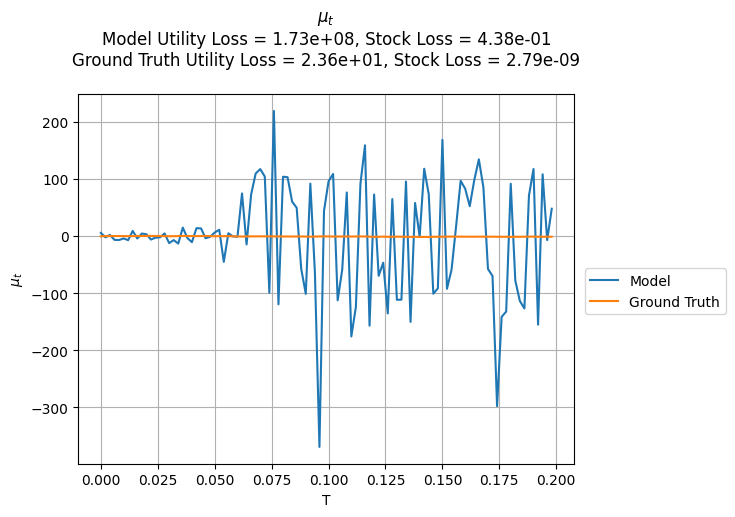 μₜ
Model Utility Loss = 1.73e+08, Stock Loss = 4.38e-01
Ground Truth Utility Loss = 2.36e+01, Stock Loss = 2.79e-09
200
100
0
−100
−200
−300
μₜ
0.000 0.025 0.050 0.075 0.100 0.125 0.150 0.175 0.200
T
Model
Ground Truth